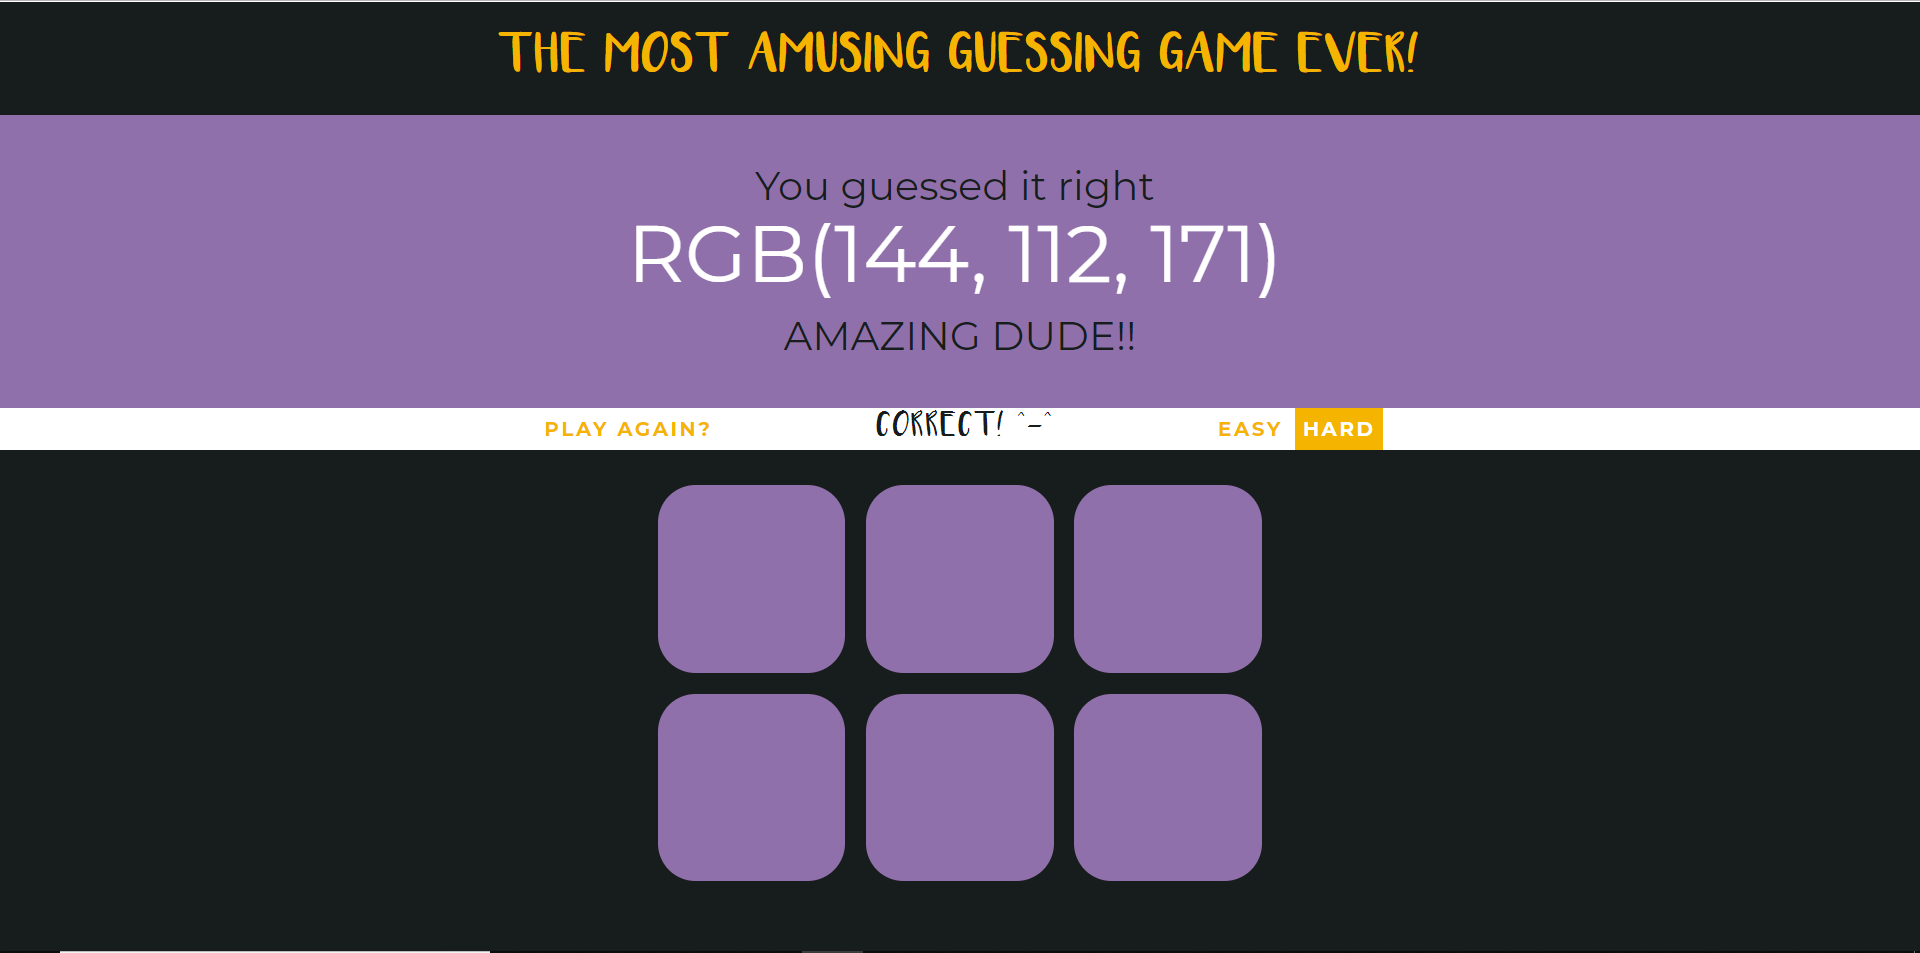 THE MOST AMUSING GUESSING GAME EVER!
You guessed it right
RGB(144, 112, 171)
AMAZING DUDE!!
PLAY AGAIN? CORRECT! ^_^ EASY HARD